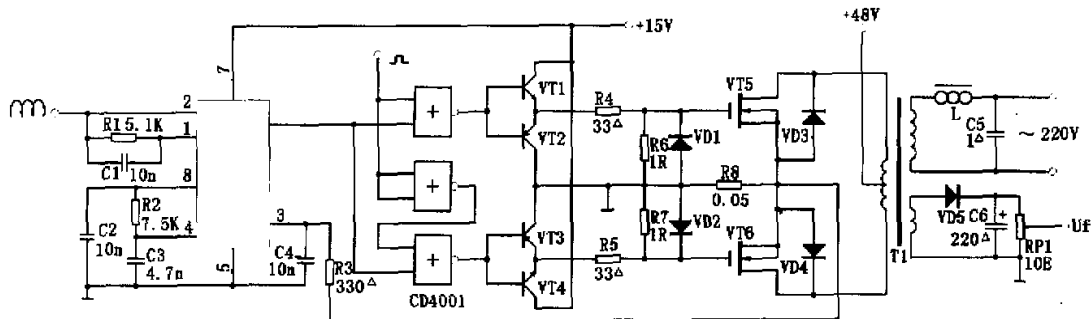 +48V
+15V
7
2
R1 5.1K
1
C1
10n
8
R2
7.5K
4
C2
10n
C3
4.7n
5
3
C4
10n
R3
330△
+
+
+
CD4001
VT1
VT2
VT3
VT4
R4
33△
R5
33△
R6
1R
R7
1R
VD1
VD2
R8
0.05
VT5
VT6
VD3
VD4
T1
L
C5
1△
~220V
VD5
C6
+
220△
Uf
RP1
10E